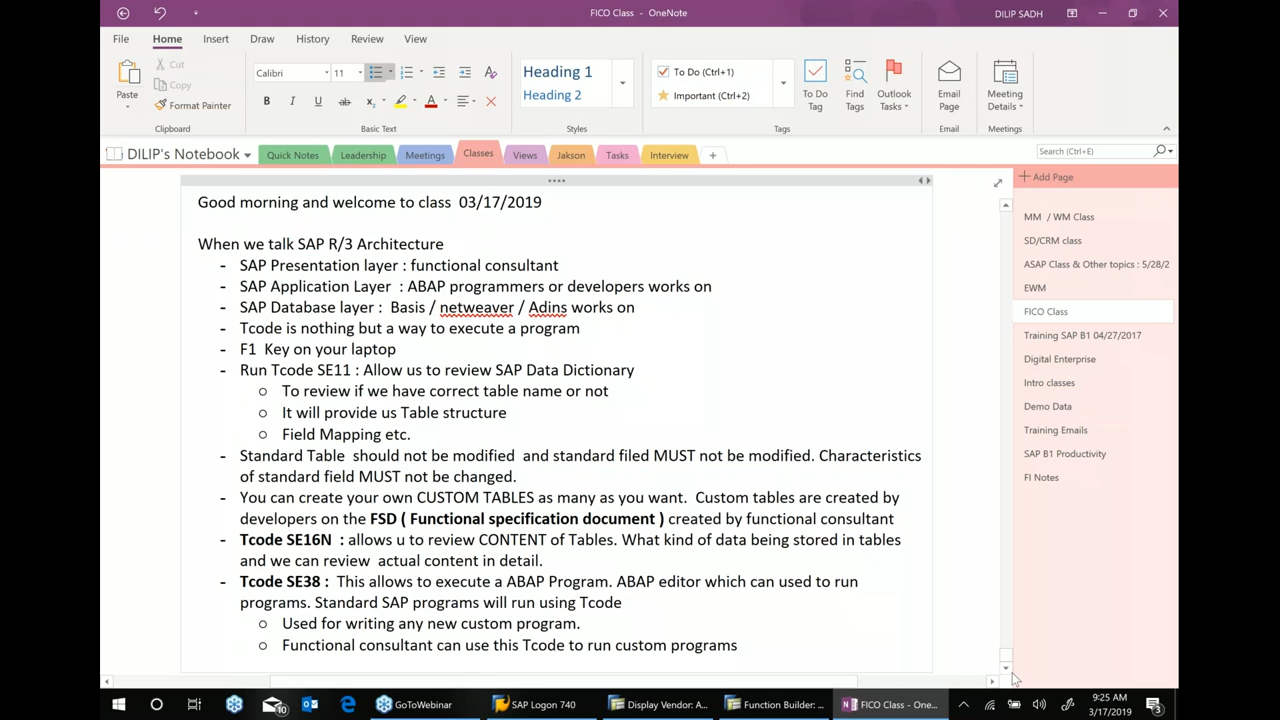 FICO Class - OneNote
DILIP SADH
File Home Insert Draw History Review View
Paste
Cut
Copy
Format Painter
Clipboard
Calibri 11
B I U ab x₂ A
Basic Text
Heading 1
Heading 2
Styles
To Do (Ctrl+1)
Important (Ctrl+2)
To Do Tag
Find Tags
Outlook Tasks
Tags
Email Page
Email
Meeting Details
Meetings
DILIP's Notebook
Quick Notes Leadership Meetings Classes Views Jakson Tasks Interview
Search (Ctrl+E)
Good morning and welcome to class 03/17/2019
When we talk SAP R/3 Architecture
- SAP Presentation layer : functional consultant
- SAP Application Layer : ABAP programmers or developers works on
- SAP Database layer : Basis / netweaver / Adins works on
- Tcode is nothing but a way to execute a program
- F1 Key on your laptop
- Run Tcode SE11 : Allow us to review SAP Data Dictionary
○ To review if we have correct table name or not
○ It will provide us Table structure
○ Field Mapping etc.
- Standard Table should not be modified and standard filed MUST not be modified. Characteristics
of standard field MUST not be changed.
- You can create your own CUSTOM TABLES as many as you want. Custom tables are created by
developers on the FSD ( Functional specification document ) created by functional consultant
- Tcode SE16N : allows u to review CONTENT of Tables. What kind of data being stored in tables
and we can review actual content in detail.
- Tcode SE38 : This allows to execute a ABAP Program. ABAP editor which can used to run
programs. Standard SAP programs will run using Tcode
○ Used for writing any new custom program.
○ Functional consultant can use this Tcode to run custom programs
Add Page
MM / WM Class
SD/CRM class
ASAP Class & Other topics : 5/28/2
EWM
FICO Class
Training SAP B1 04/27/2017
Digital Enterprise
Intro classes
Demo Data
Training Emails
SAP B1 Productivity
FI Notes
10
GoToWebinar
SAP Logon 740
Display Vendor: A...
Function Builder: ...
FICO Class - One...
9:25 AM
3/17/2019
3